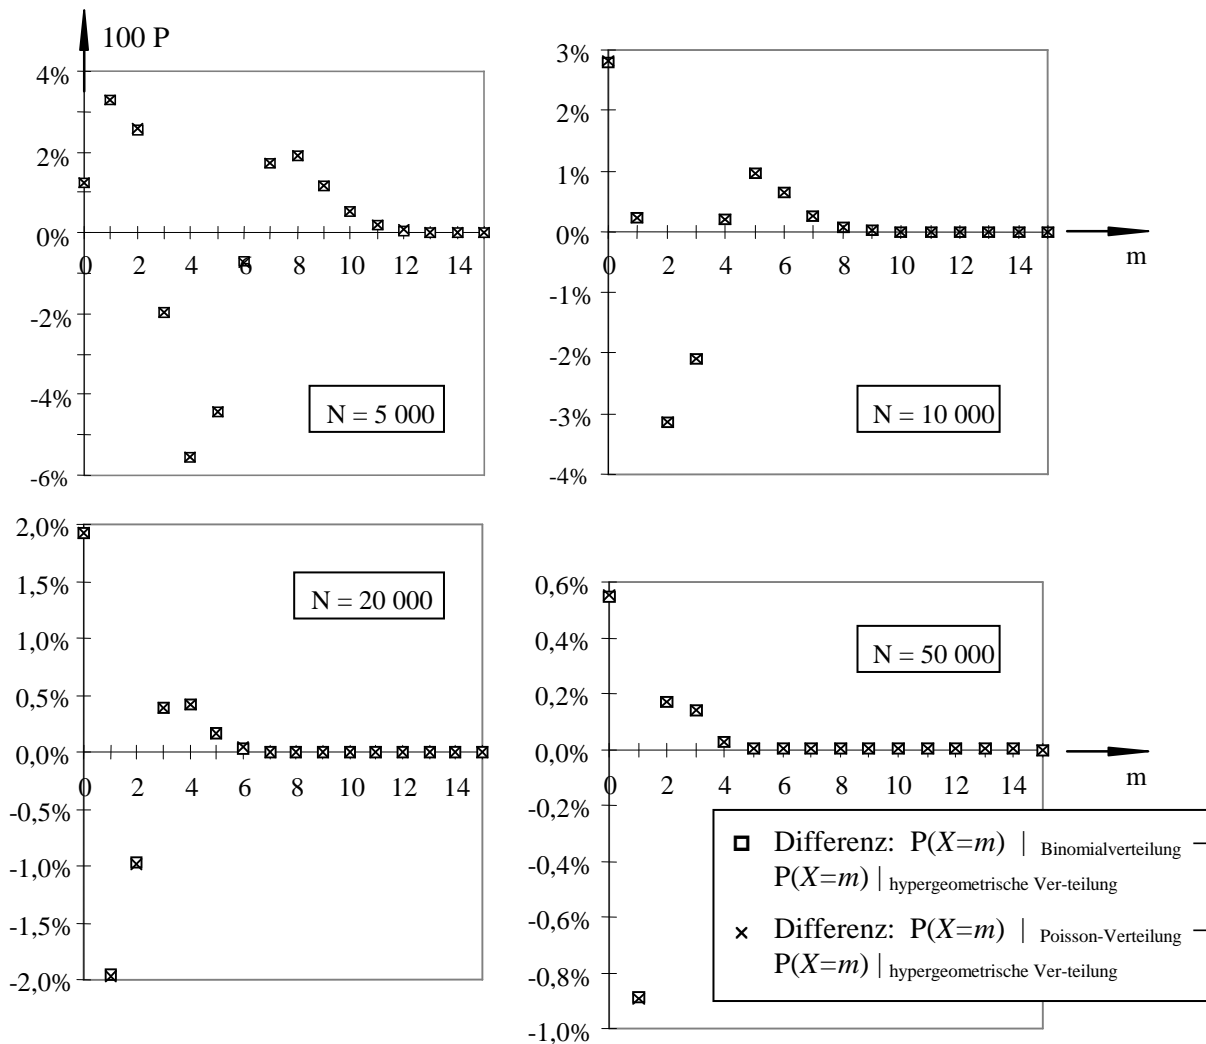 100 P
4%
2%
0%
-2%
-4%
-6%
0 2 4 6 8 10 12 14
N = 5 000
3%
2%
1%
0%
-1%
-2%
-3%
-4%
0 2 4 6 8 10 12 14
m
N = 10 000
2,0%
1,5%
1,0%
0,5%
0,0%
-0,5%
-1,0%
-1,5%
-2,0%
0 2 4 6 8 10 12 14
N = 20 000
0,6%
0,4%
0,2%
0,0%
-0,2%
-0,4%
-0,6%
-0,8%
-1,0%
0 2 4 6 8 10 12 14
m
N = 50 000
Differenz: P(X=m) | Binomialverteilung –
P(X=m) | hypergeometrische Ver-teilung
Differenz: P(X=m) | Poisson-Verteilung –
P(X=m) | hypergeometrische Ver-teilung